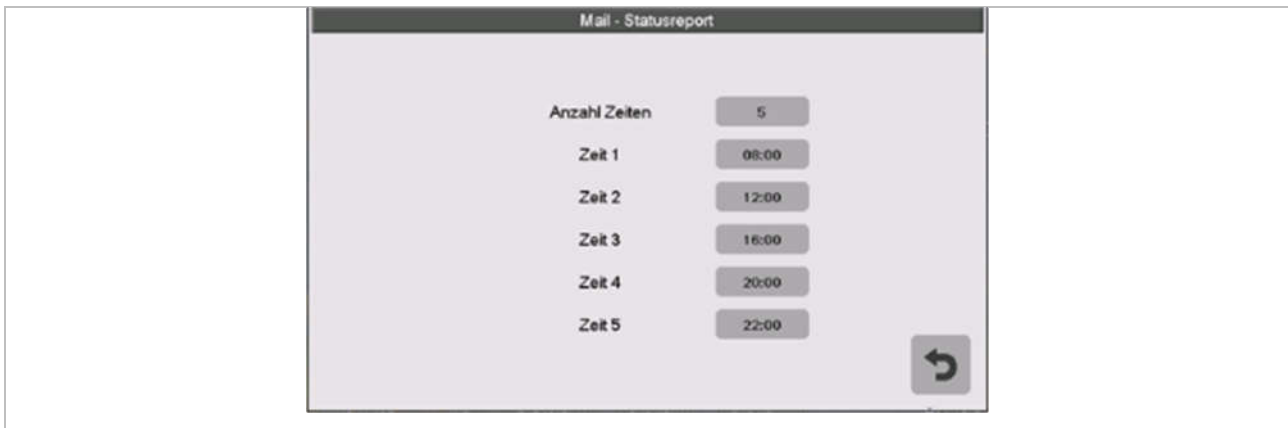 Mail - Statusreport
Anzahl Zeiten 5
Zeit 1 08:00
Zeit 2 12:00
Zeit 3 16:00
Zeit 4 20:00
Zeit 5 22:00